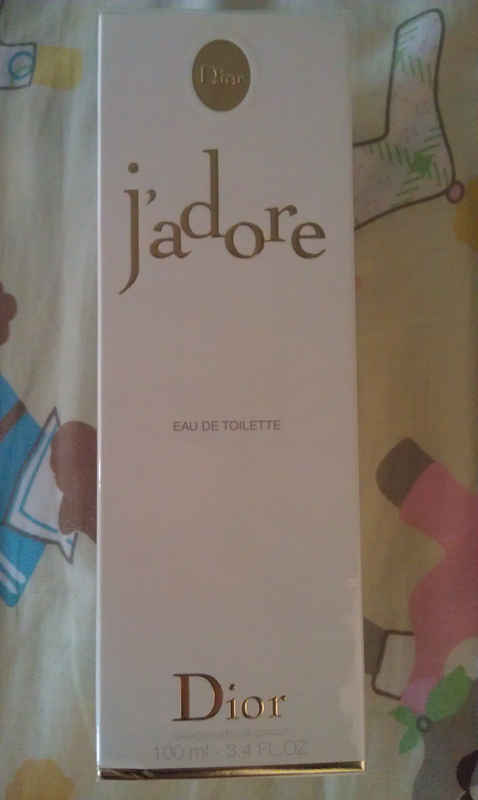 Dior
j'adore
EAU DE TOILETTE
Dior
100 ml - 3.4 FL.OZ